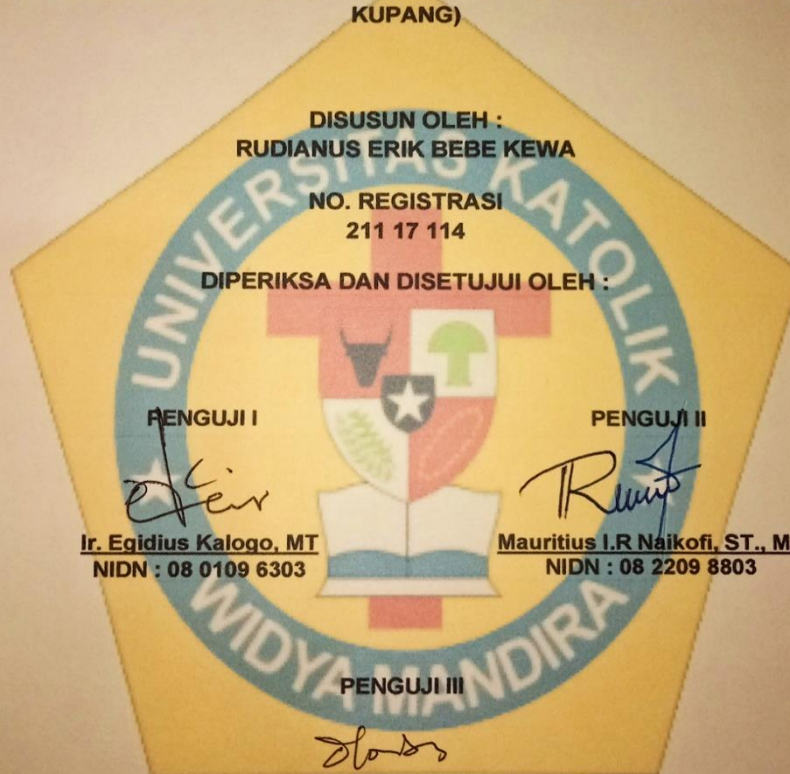 KUPANG)
DISUSUN OLEH :
RUDIANUS ERIK BEBE KEWA
NO. REGISTRASI
211 17 114
DIPERIKSA DAN DISETUJUI OLEH :
UNIVERSITAS KATOLIK
PENGUJI I
PENGUJI II
Ir. Egidius Kalogo, MT
NIDN : 08 0109 6303
Mauritius I.R Naikofi, ST., M
NIDN : 08 2209 8803
WIDYA MANDIRA
PENGUJI III